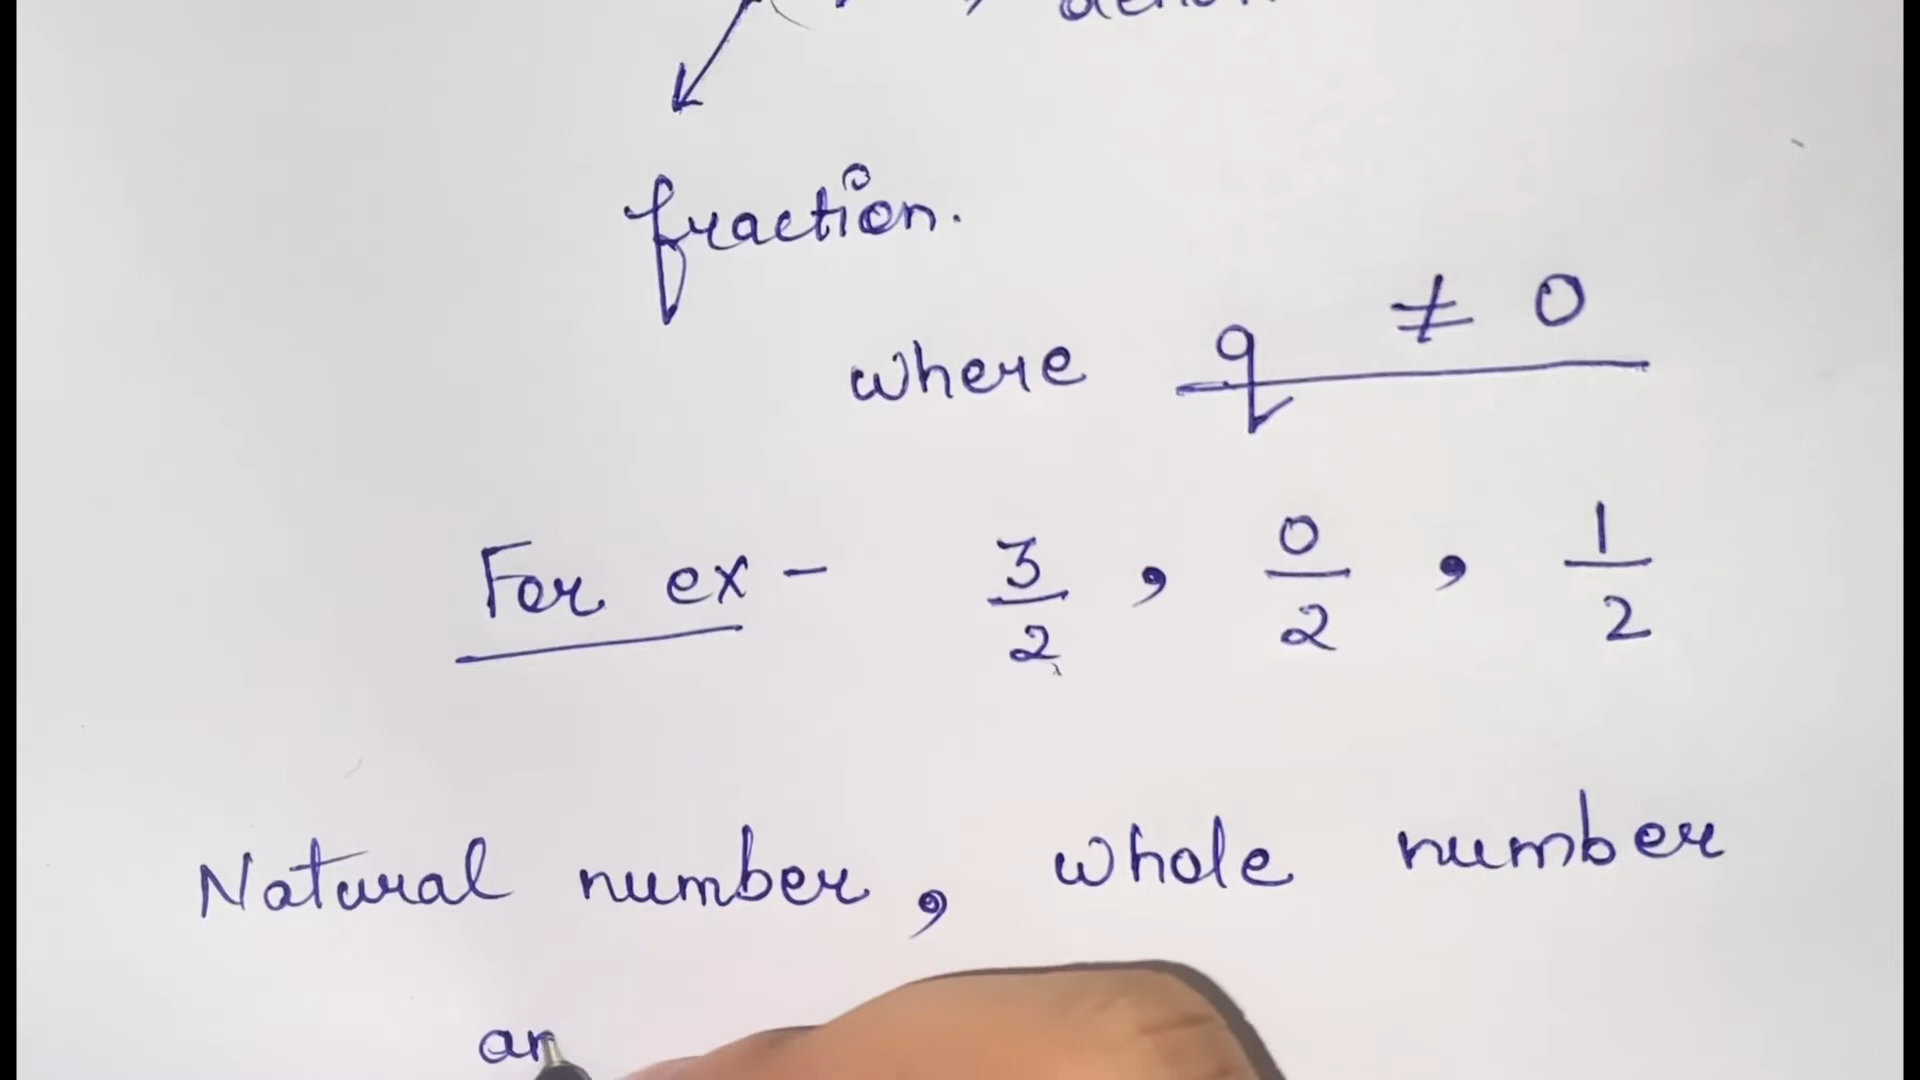 fraction.
where q ≠ 0
For ex - 3/2 , 0/2 , 1/2
Natural number, whole number